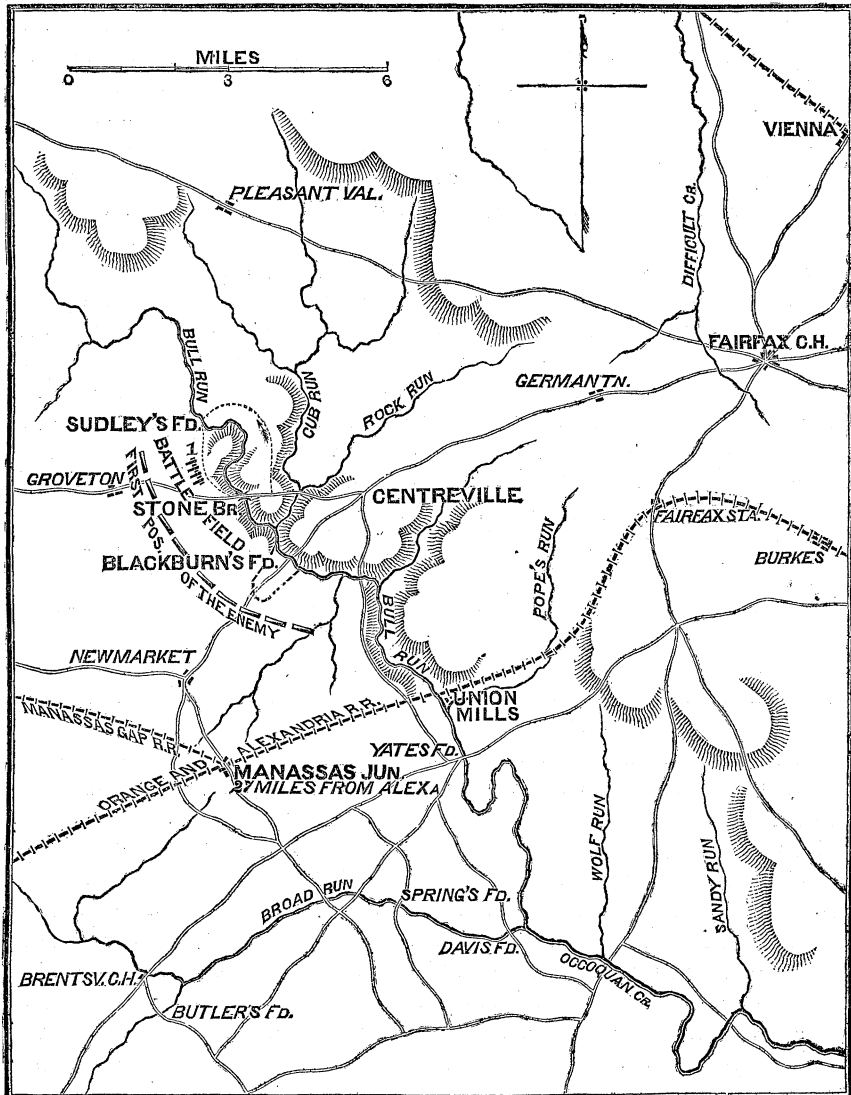 MILES
0 3 6
VIENNA
PLEASANT VAL.
DIFFICULT CR.
BULL RUN
FAIRFAX C.H.
CUB RUN
ROCK RUN
GERMANTN.
SUDLEY'S FD.
1
BATTLE FIELD
GROVETON
FIRST POS. OF THE ENEMY
STONE BR.
CENTREVILLE
BLACKBURN'S FD.
FAIRFAX STA.
BURKES
POPE'S RUN
BULL RUN
NEWMARKET
UNION
MILLS
MANASSAS GAP R.R.
ORANGE AND ALEXANDRIA R.R.
YATES FD.
MANASSAS JUN.
27 MILES FROM ALEXA
WOLF RUN
SANDY RUN
BROAD RUN
SPRING'S FD.
DAVIS FD.
OCCOQUAN CR.
BRENTSV. C.H.
BUTLER'S FD.